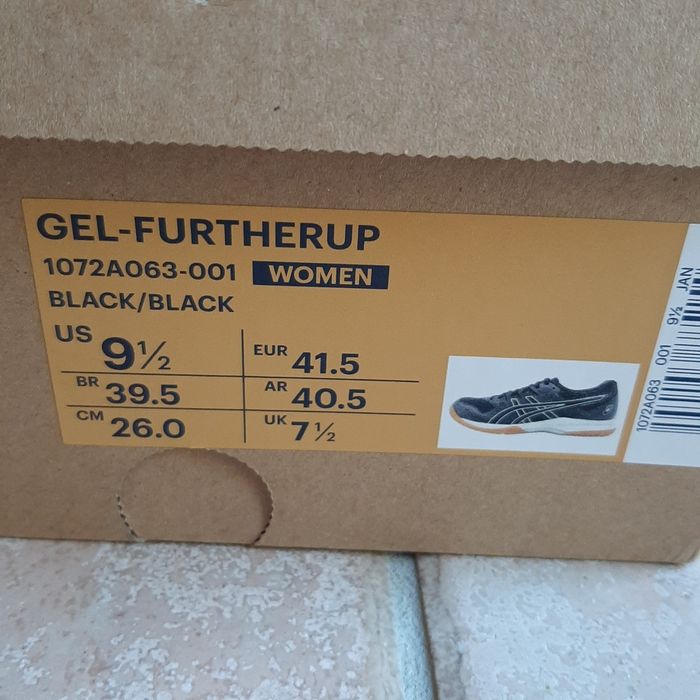 GEL-FURTHERUP
1072A063-001 WOMEN
BLACK/BLACK
US 9½ EUR 41.5
BR 39.5 AR 40.5
CM 26.0 UK 7½
1072A063 001 9½ JAN